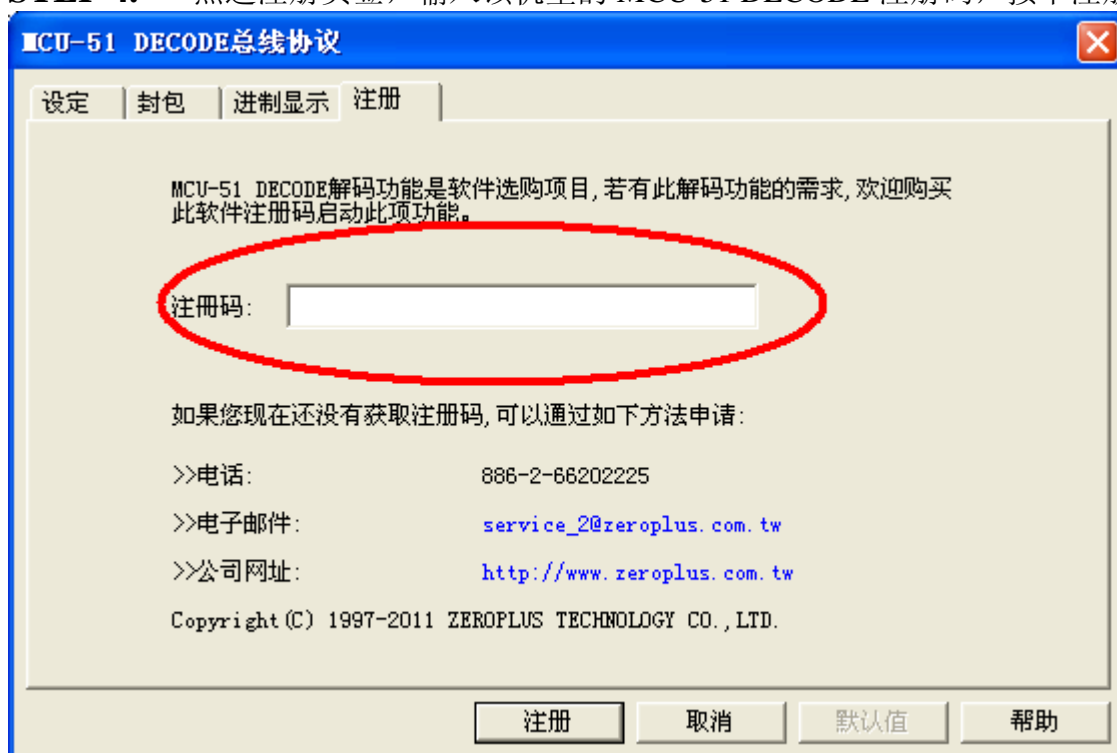 MCU-51 DECODE总线协议
设定 封包 进制显示 注册
MCU-51 DECODE解码功能是软件选购项目,若有此解码功能的需求,欢迎购买
此软件注册码启动此项功能。
注册码:
如果您现在还没有获取注册码,可以通过如下方法申请:
>>电话: 886-2-66202225
>>电子邮件: service_2@zeroplus.com.tw
>>公司网址: http://www.zeroplus.com.tw
Copyright(C) 1997-2011 ZEROPLUS TECHNOLOGY CO.,LTD.
注册 取消 默认值 帮助